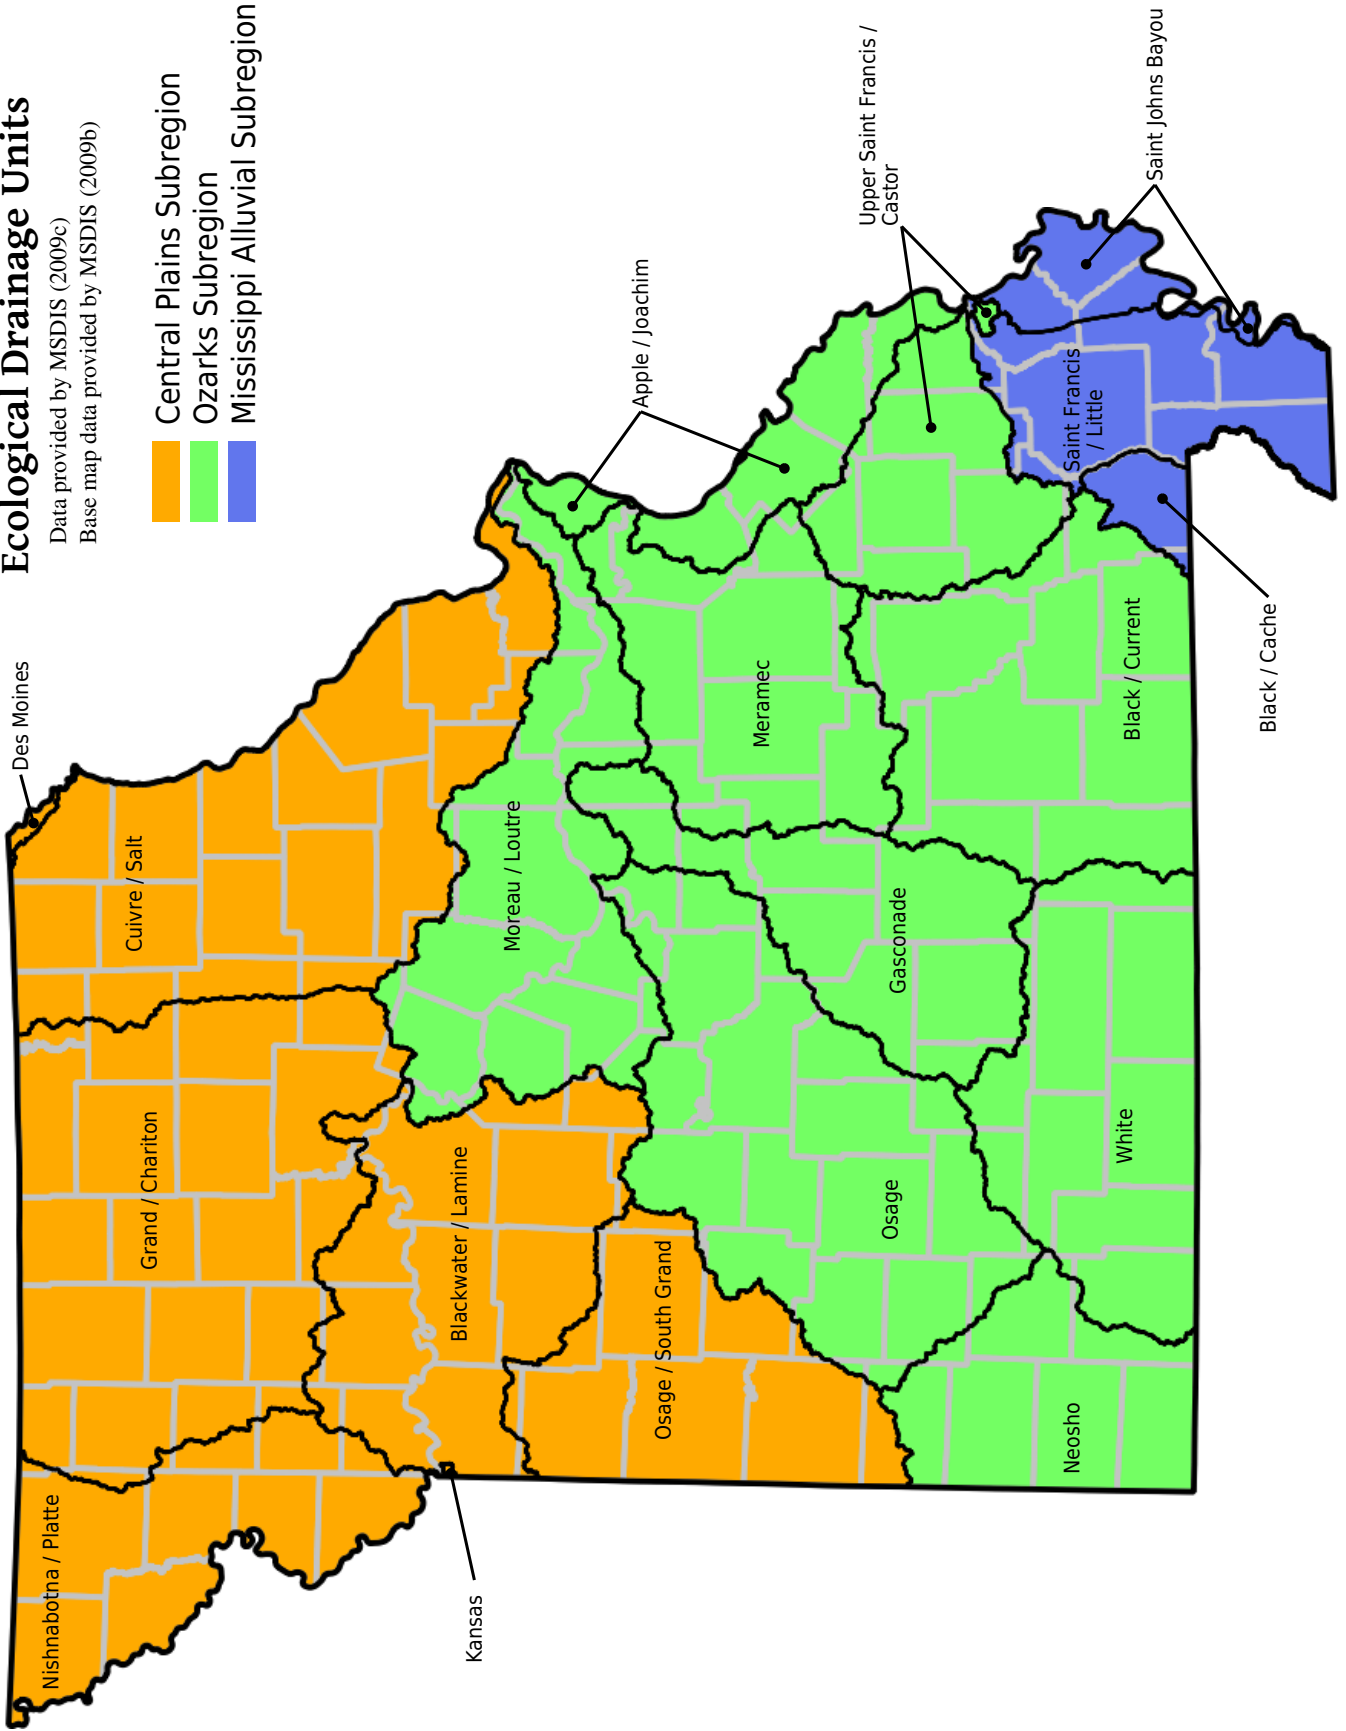 Ecological Drainage Units
Data provided by MSDIS (2009c)
Base map data provided by MSDIS (2009b)
Central Plains Subregion
Ozarks Subregion
Mississippi Alluvial Subregion
Nishnabotna / Platte
Grand / Chariton
Cuivre / Salt
Des Moines
Kansas
Blackwater / Lamine
Moreau / Loutre
Apple / Joachim
Osage / South Grand
Meramec
Osage
Gasconade
Upper Saint Francis /
Castor
Neosho
White
Black / Current
Saint Francis
/ Little
Saint Johns Bayou
Black / Cache